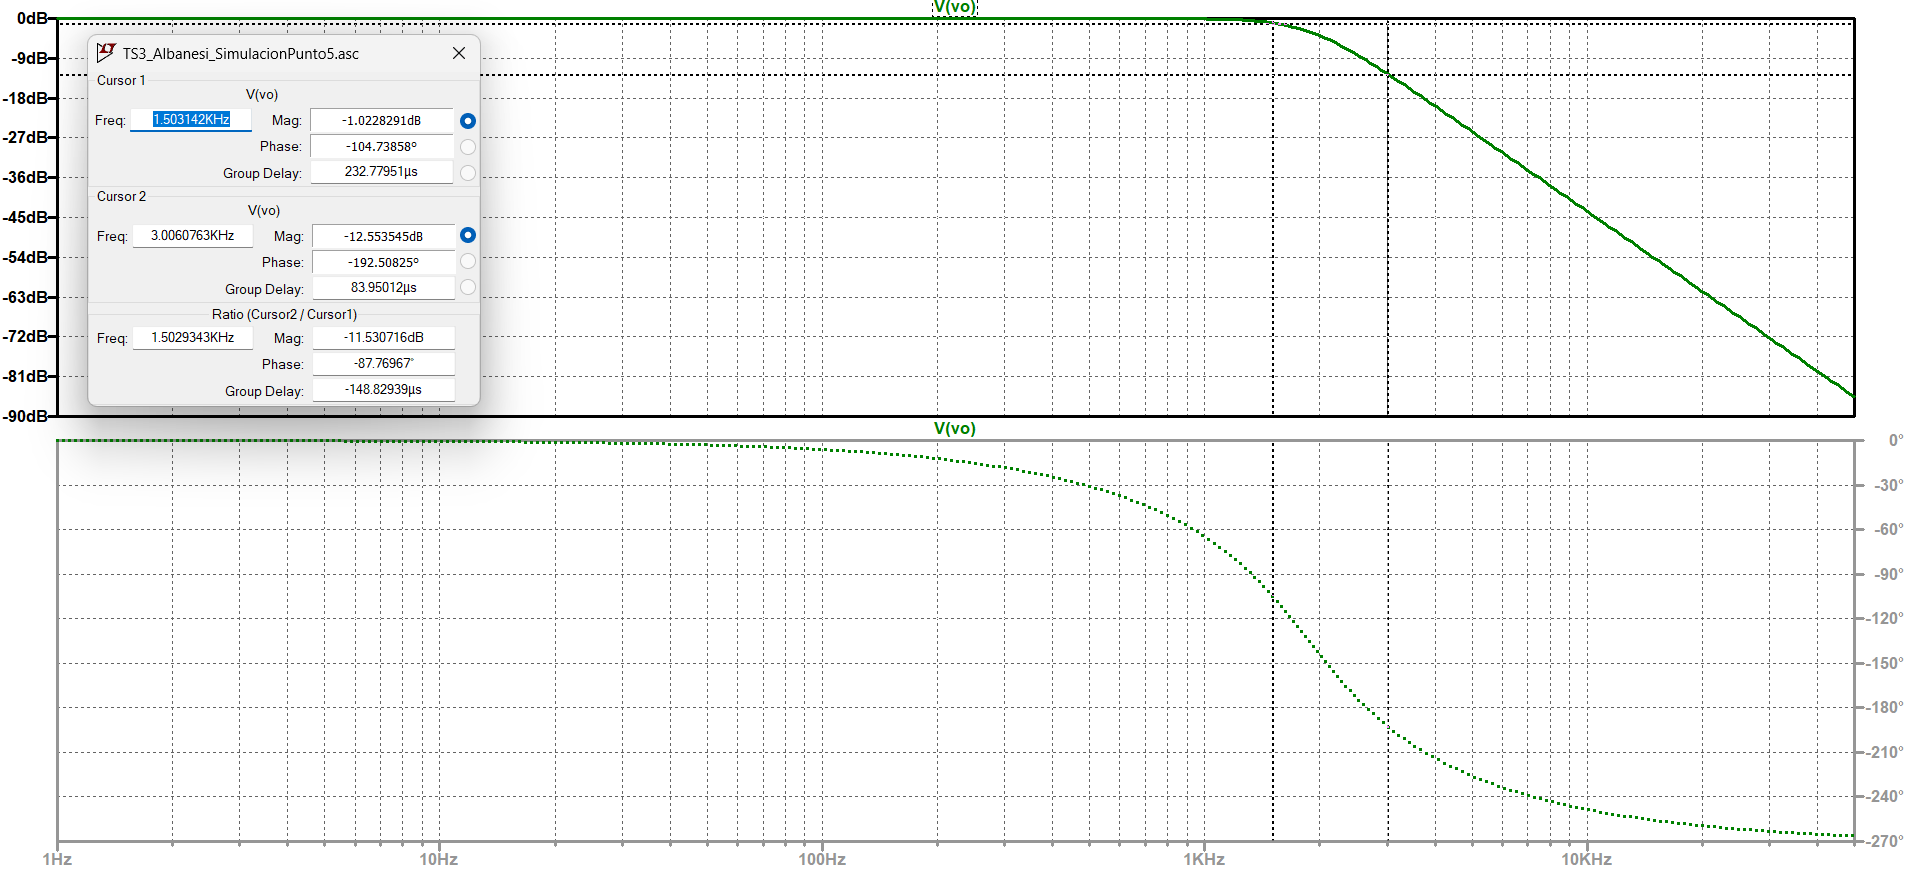 V(vo)
0dB
-9dB
-18dB
-27dB
-36dB
-45dB
-54dB
-63dB
-72dB
-81dB
-90dB
TS3_Albanesi_SimulacionPunto5.asc
Cursor 1
V(vo)
Freq: 1.503142KHz Mag: -1.0228291dB
Phase: -104.73858°
Group Delay: 232.77951µs
Cursor 2
V(vo)
Freq: 3.0060763KHz Mag: -12.553545dB
Phase: -192.50825°
Group Delay: 83.95012µs
Ratio (Cursor2 / Cursor1)
Freq: 1.5029343KHz Mag: -11.530716dB
Phase: -87.76967°
Group Delay: -148.82939µs
V(vo)
0°
-30°
-60°
-90°
-120°
-150°
-180°
-210°
-240°
-270°
1Hz 10Hz 100Hz 1KHz 10KHz